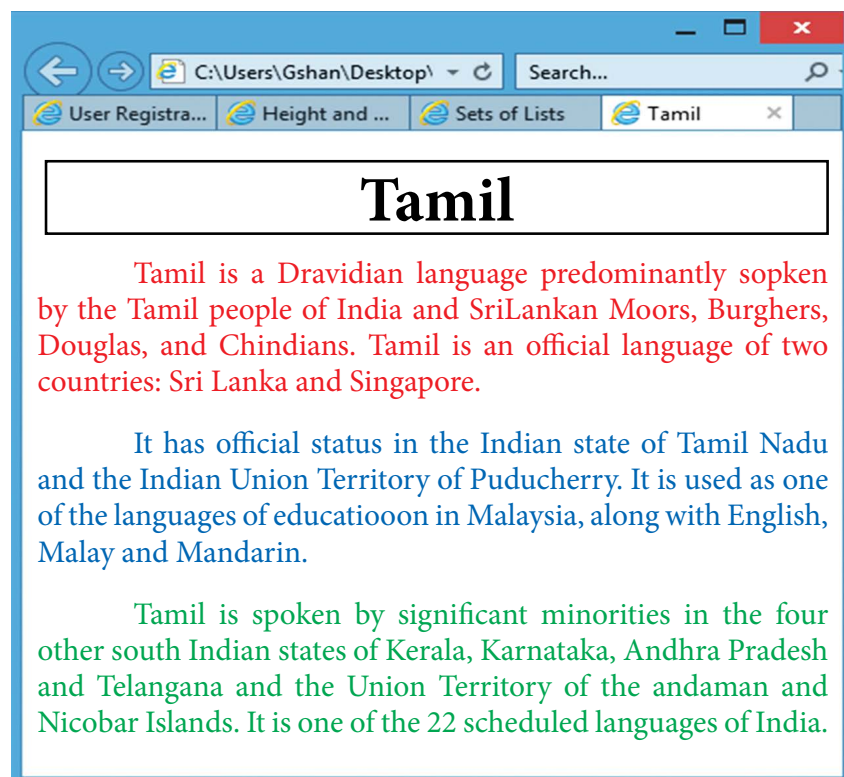 C:\Users\Gshan\Desktop\
Search...
User Registra...
Height and ...
Sets of Lists
Tamil
Tamil
Tamil is a Dravidian language predominantly sopken
by the Tamil people of India and SriLankan Moors, Burghers,
Douglas, and Chindians. Tamil is an official language of two
countries: Sri Lanka and Singapore.
It has official status in the Indian state of Tamil Nadu
and the Indian Union Territory of Puducherry. It is used as one
of the languages of educatiooon in Malaysia, along with English,
Malay and Mandarin.
Tamil is spoken by significant minorities in the four
other south Indian states of Kerala, Karnataka, Andhra Pradesh
and Telangana and the Union Territory of the andaman and
Nicobar Islands. It is one of the 22 scheduled languages of India.